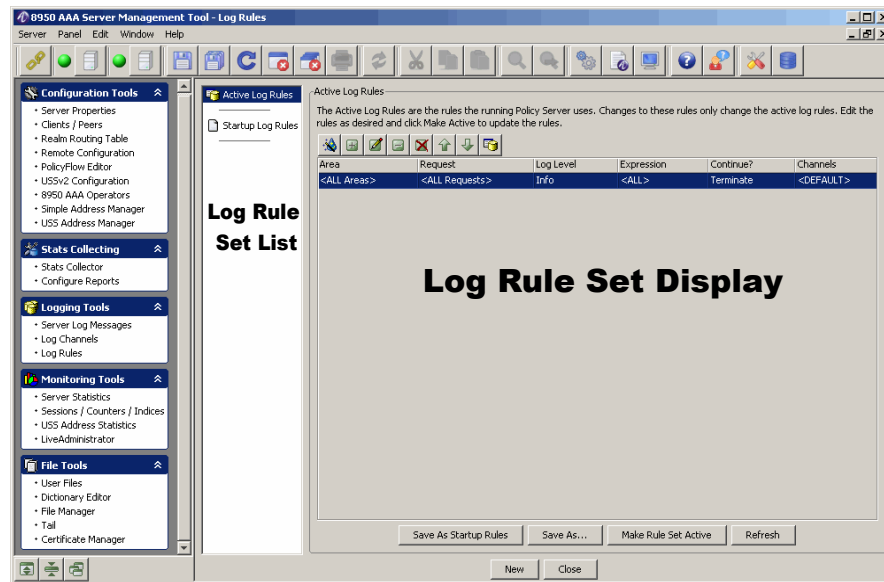 8950 AAA Server Management Tool - Log Rules
Server Panel Edit Window Help
Configuration Tools
• Server Properties
• Clients / Peers
• Realm Routing Table
• Remote Configuration
• PolicyFlow Editor
• USSv2 Configuration
• 8950 AAA Operators
• Simple Address Manager
• USS Address Manager
Stats Collecting
• Stats Collector
• Configure Reports
Logging Tools
• Server Log Messages
• Log Channels
• Log Rules
Monitoring Tools
• Server Statistics
• Sessions / Counters / Indices
• USS Address Statistics
• LiveAdministrator
File Tools
• User Files
• Dictionary Editor
• File Manager
• Tail
• Certificate Manager
Active Log Rules
Startup Log Rules
Log Rule
Set List
Active Log Rules
The Active Log Rules are the rules the running Policy Server uses. Changes to these rules only change the active log rules. Edit the
rules as desired and click Make Active to update the rules.
Area Request Log Level Expression Continue? Channels
<ALL Areas> <ALL Requests> Info <ALL> Terminate <DEFAULT>
Log Rule Set Display
Save As Startup Rules Save As... Make Rule Set Active Refresh
New Close